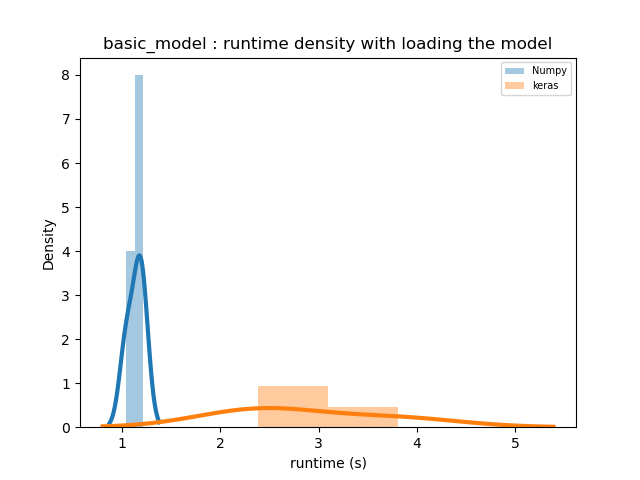 basic_model : runtime density with loading the model
Numpy
keras
8
7
6
5
4
3
2
1
0
Density
1 2 3 4 5
runtime (s)